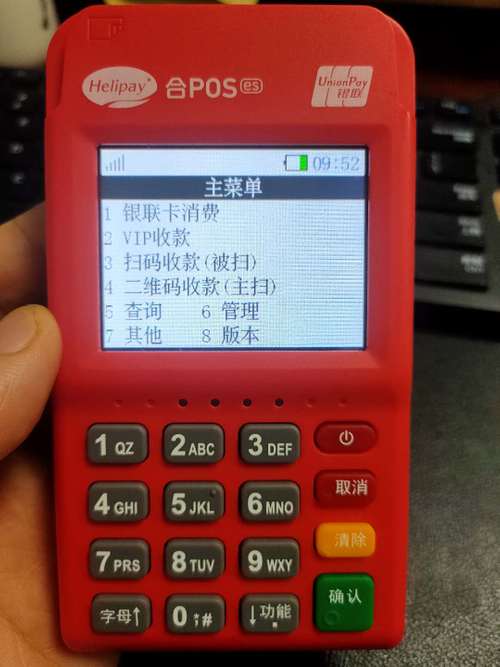 Helipay 合POS es UnionPay 银联
09:52
主菜单
1 银联卡消费
2 VIP收款
3 扫码收款(被扫)
4 二维码收款(主扫)
5 查询 6 管理
7 其他 8 版本
1 QZ 2 ABC 3 DEF
4 GHI 5 JKL 6 MNO 取消
7 PRS 8 TUV 9 WXY 清除
字母↑ 0 ,;# ↓功能 确认